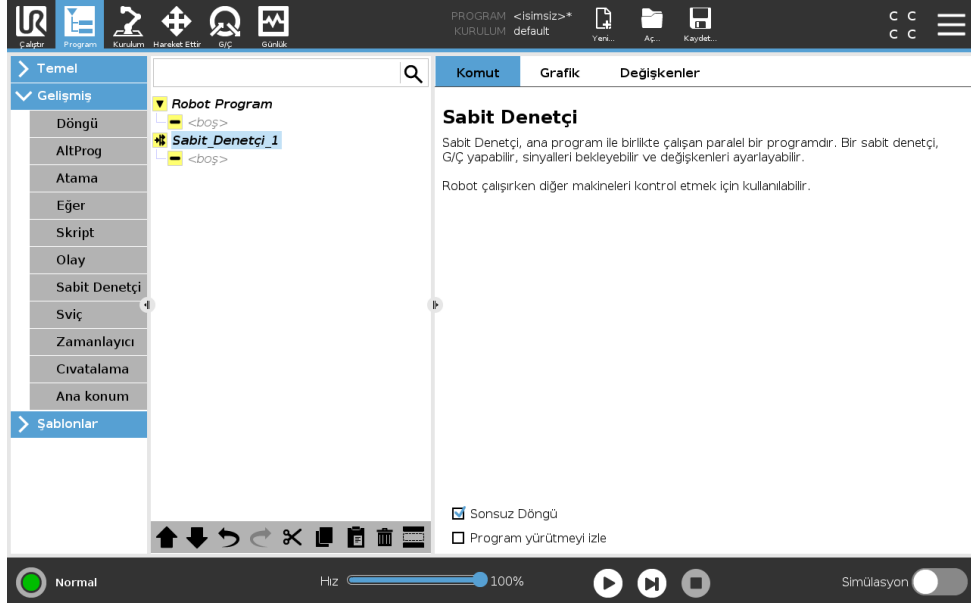 PROGRAM <isimsiz>*
KURULUM default
C C
C C
Çalıştır
Program
Kurulum
Hareket Ettir
G/Ç
Günlük
Yeni...
Aç...
Kaydet...
Temel
Gelişmiş
Döngü
AltProg
Atama
Eğer
Skript
Olay
Sabit Denetçi
Sviç
Zamanlayıcı
Cıvatalama
Ana konum
Şablonlar
Robot Program
<boş>
Sabit_Denetçi_1
<boş>
Komut
Grafik
Değişkenler
Sabit Denetçi
Sabit Denetçi, ana program ile birlikte çalışan paralel bir programdır. Bir sabit denetçi,
G/Ç yapabilir, sinyalleri bekleyebilir ve değişkenleri ayarlayabilir.
Robot çalışırken diğer makineleri kontrol etmek için kullanılabilir.
Sonsuz Döngü
Program yürütmeyi izle
Normal
Hız
100%
Simülasyon